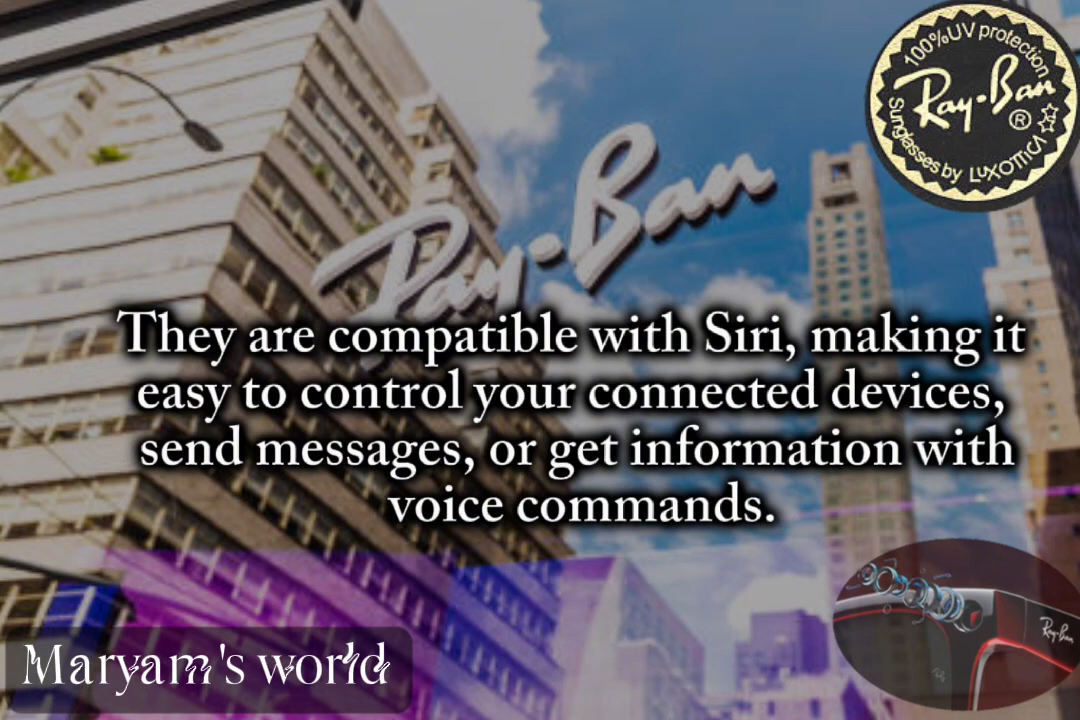 100% UV protection
Ray-Ban ®
Sunglasses by LUXOTTICA
Ray-Ban
They are compatible with Siri, making it
easy to control your connected devices,
send messages, or get information with
voice commands.
Ray-Ban
Maryam's world